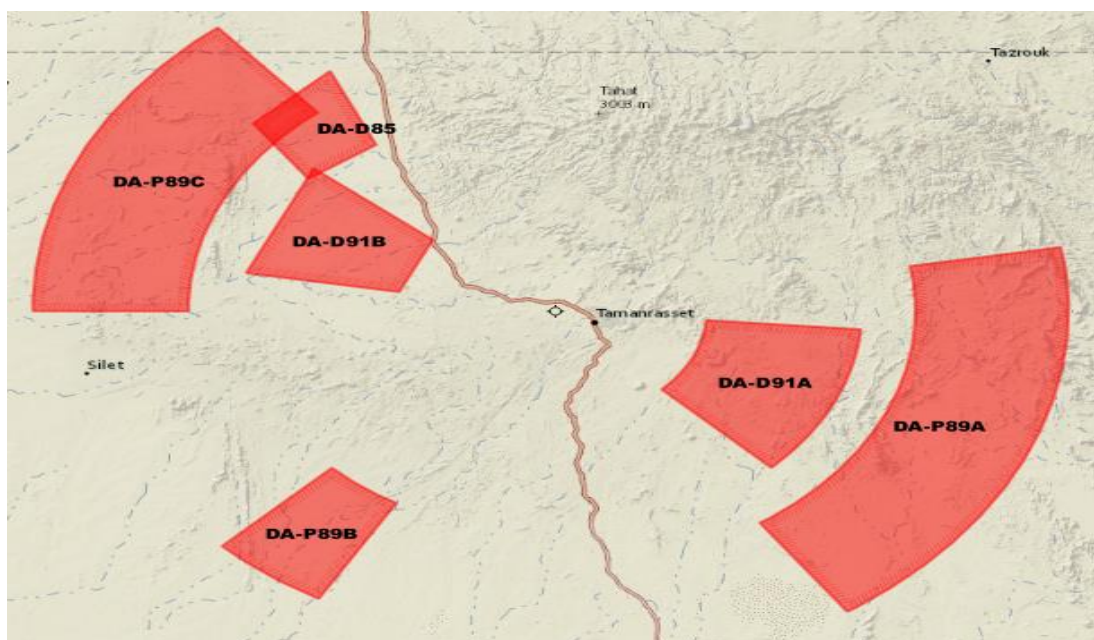 Tazrouk
Tahat
3003 m
DA-D85
DA-P89C
DA-D91B
Tamanrasset
Silet
DA-D91A
DA-P89A
DA-P89B